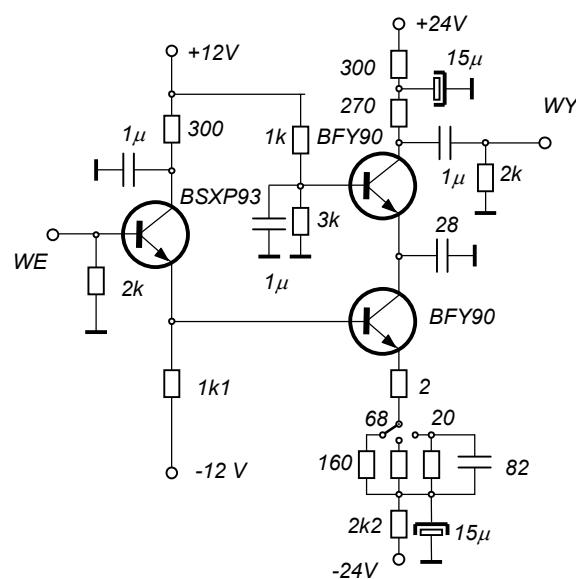 +24V
+12V
300
15μ
270
WY
300
1μ
1k
BFY90
1μ
2k
BSXP93
3k
WE
28
2k
1μ
BFY90
1k1
2
68
20
160
82
-12 V
2k2
15μ
-24V